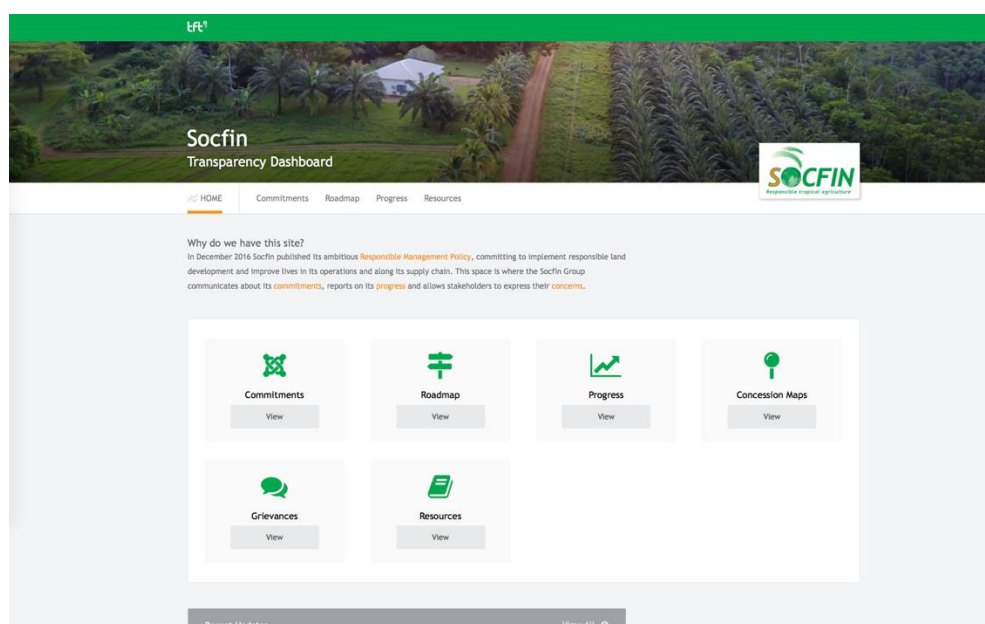 tft
Socfin
Transparency Dashboard
SOCFIN
Responsible tropical agriculture
HOME Commitments Roadmap Progress Resources
Why do we have this site?
In December 2016 Socfin published its ambitious Responsible Management Policy, committing to implement responsible land
development and improve lives in its operations and along its supply chain. This space is where the Socfin Group
communicates about its commitments, reports on its progress and allows stakeholders to express their concerns.
Commitments
View
Roadmap
View
Progress
View
Concession Maps
View
Grievances
View
Resources
View
Recent Updates View All